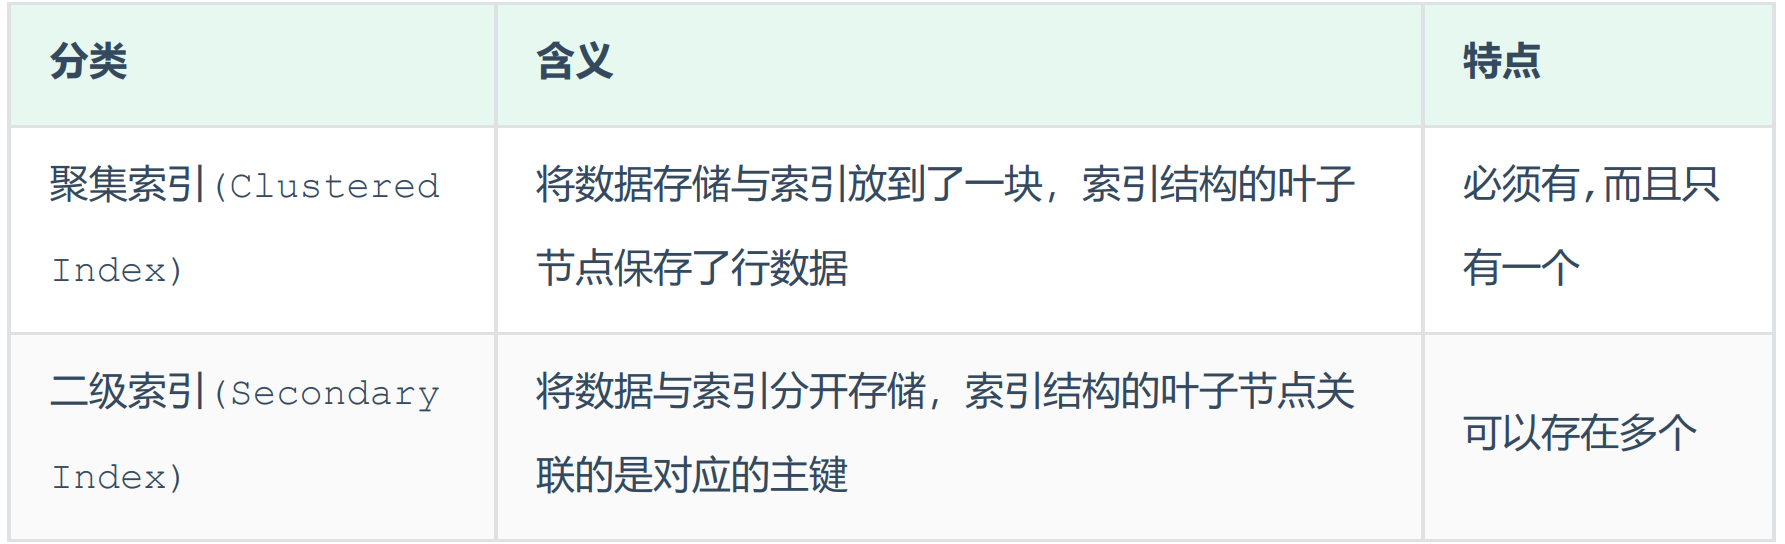 分类
含义
特点
聚集索引(Clustered
Index)
将数据存储与索引放到了一块，索引结构的叶子
节点保存了行数据
必须有,而且只
有一个
二级索引(Secondary
Index)
将数据与索引分开存储，索引结构的叶子节点关
联的是对应的主键
可以存在多个